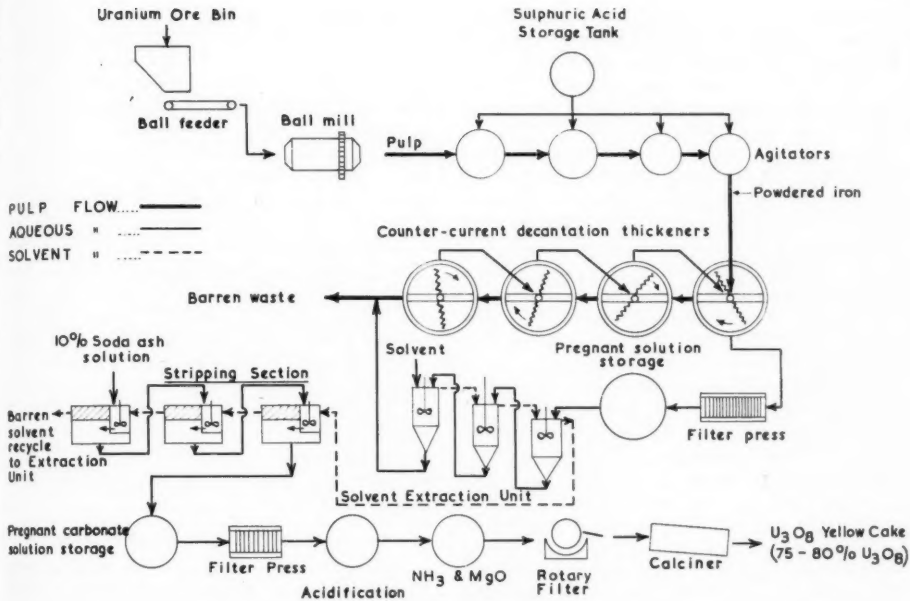 Uranium Ore Bin
Sulphuric Acid
Storage Tank
Ball feeder
Ball mill
Pulp
Agitators
Powdered iron
PULP FLOW.....
AQUEOUS " .....
SOLVENT " .....
Counter-current decantation thickeners
Barren waste
10% Soda ash
solution
Solvent
Pregnant solution
storage
Stripping Section
Barren
solvent
recycle
to Extraction
Unit
Filter press
Solvent Extraction Unit
Pregnant carbonate
solution storage
Filter Press
Acidification
NH3 & MgO
Rotary
Filter
Calciner
U3O8 Yellow Cake
(75-80% U3O8)